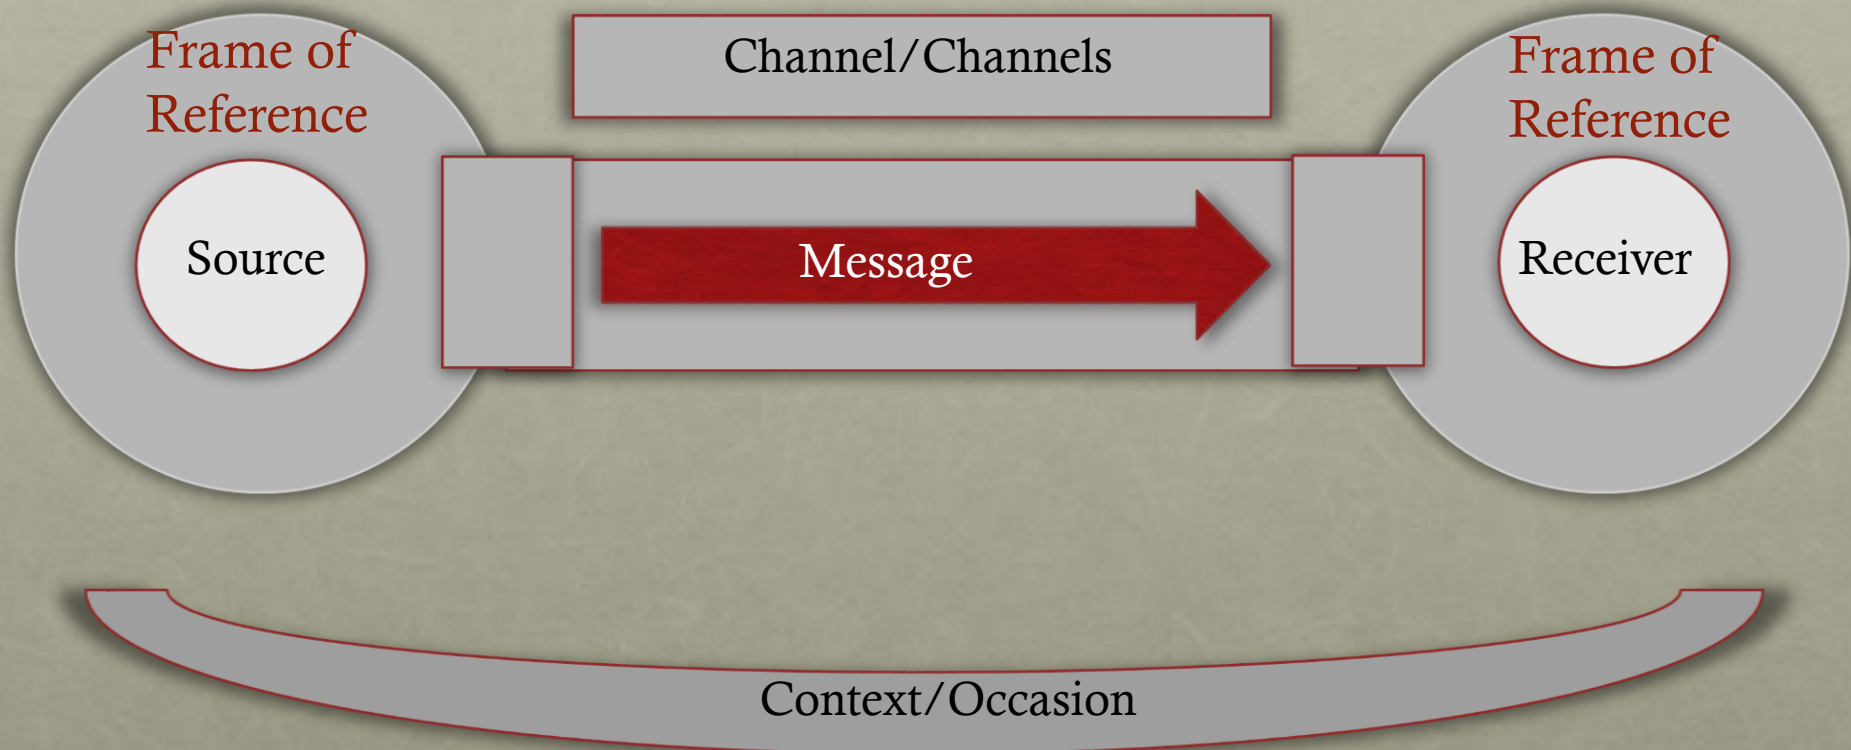 Frame of
Reference
Channel/Channels
Frame of
Reference
Source
Message
Receiver
Context/Occasion